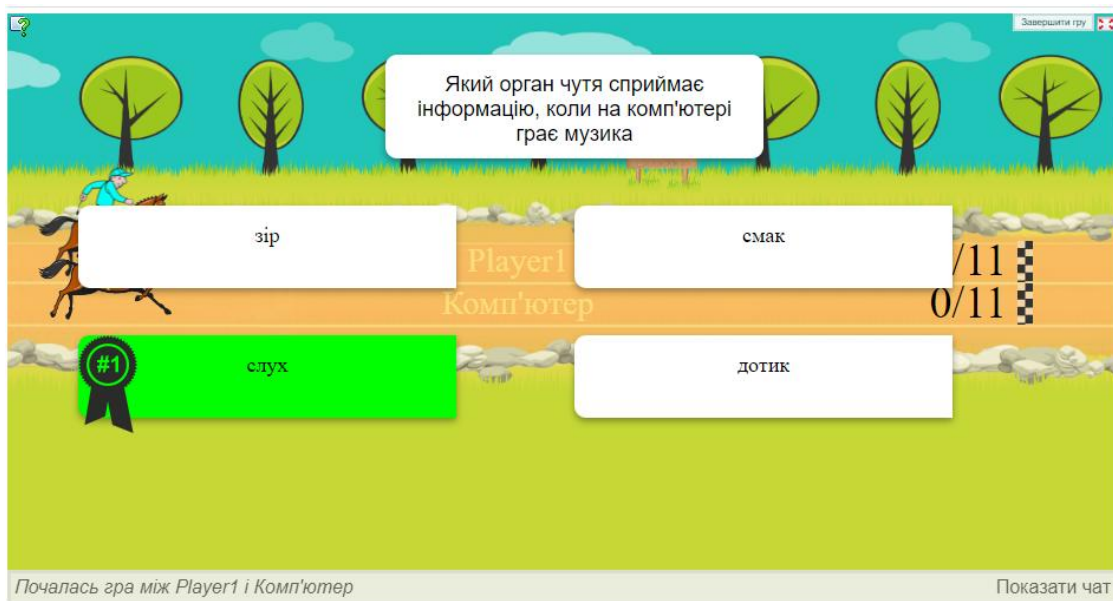 Завершити гру
Який орган чутя сприймає
інформацію, коли на комп'ютері
грає музика
зір
смак
Player1
/11
Комп'ютер
0/11
#1
слух
дотик
Почалась гра між Player1 і Комп'ютер
Показати чат